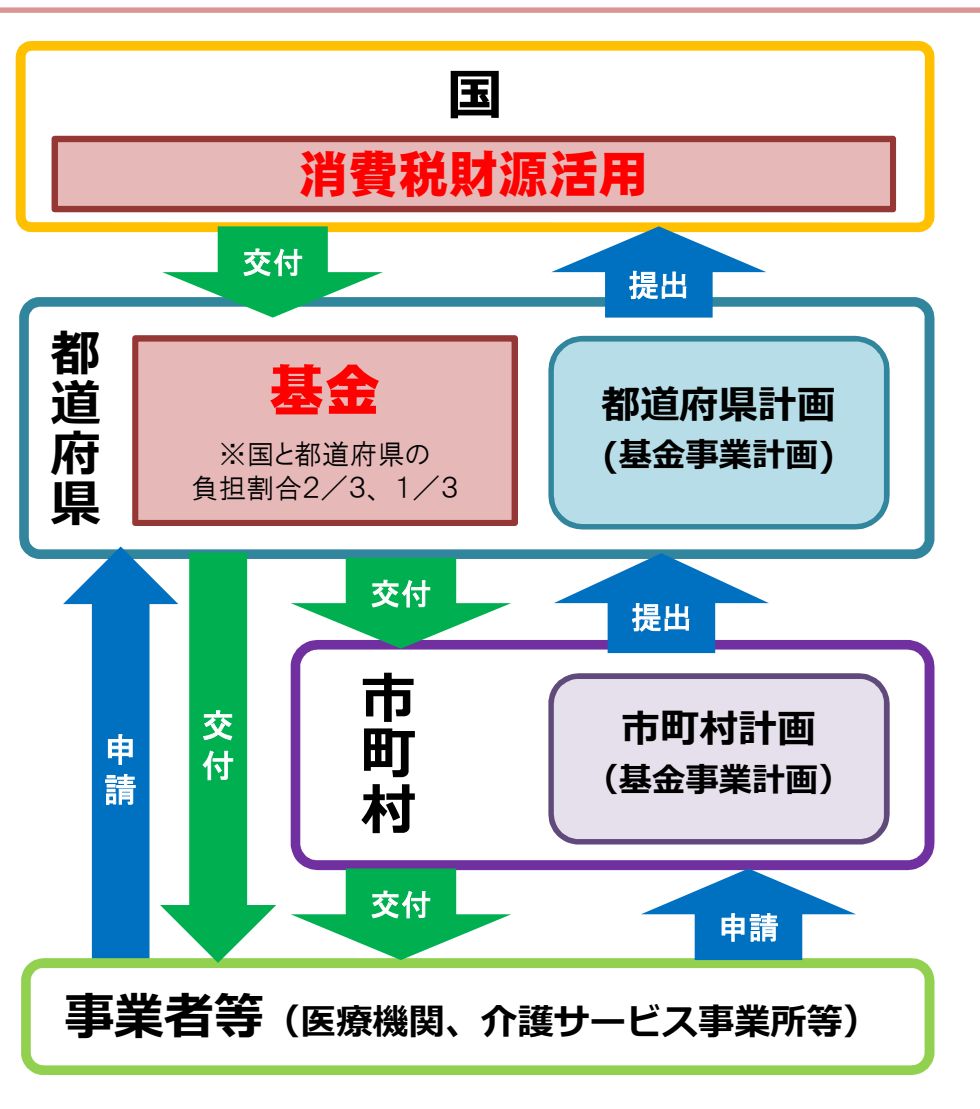 国
消費税財源活用
交付
提出
都道府県
基金
※国と都道府県の
負担割合2／3、1／3
都道府県計画
(基金事業計画)
交付
提出
申請
交付
市町村
市町村計画
（基金事業計画）
交付
申請
事業者等（医療機関、介護サービス事業所等）